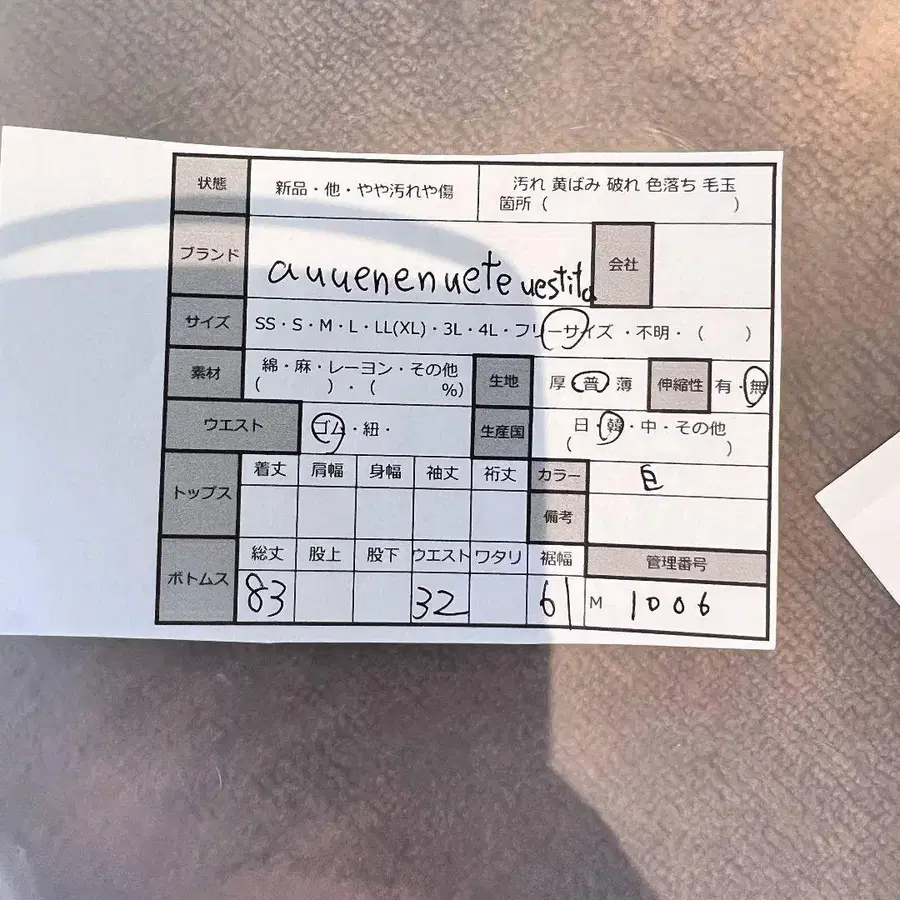 状態 新品・他・やや汚れや傷 汚れ 黄ばみ 破れ 色落ち 毛玉
箇所（ ）
ブランド auuenenuete uestita 会社
サイズ SS・S・M・L・LL(XL)・3L・4L・フリーサイズ ・不明・（ ）
素材 綿・麻・レーヨン・その他
（ ）・（ %） 生地 厚 普 薄 伸縮性 有・無
ウエスト ゴム・紐・ 生産国 日・韓・中・その他
（ ）
トップス 着丈 肩幅 身幅 袖丈 裄丈 カラー
備考
ボトムス 総丈 股上 股下 ウエスト ワタリ 裾幅 管理番号
83 32 61 M 1006